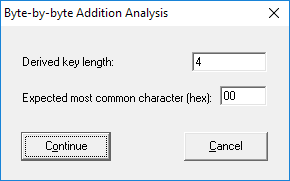 Byte-by-byte Addition Analysis
Derived key length: 4
Expected most common character (hex): 00
Continue Cancel